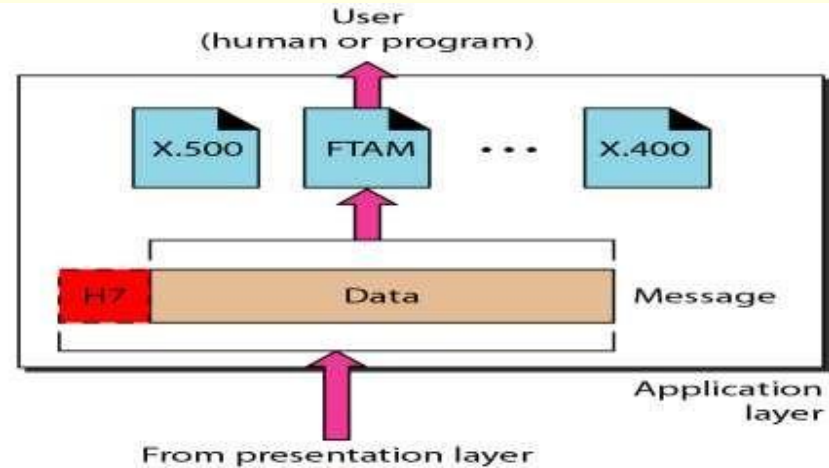 User
(human or program)
X.500 FTAM ... X.400
H7 Data Message
Application
layer
From presentation layer